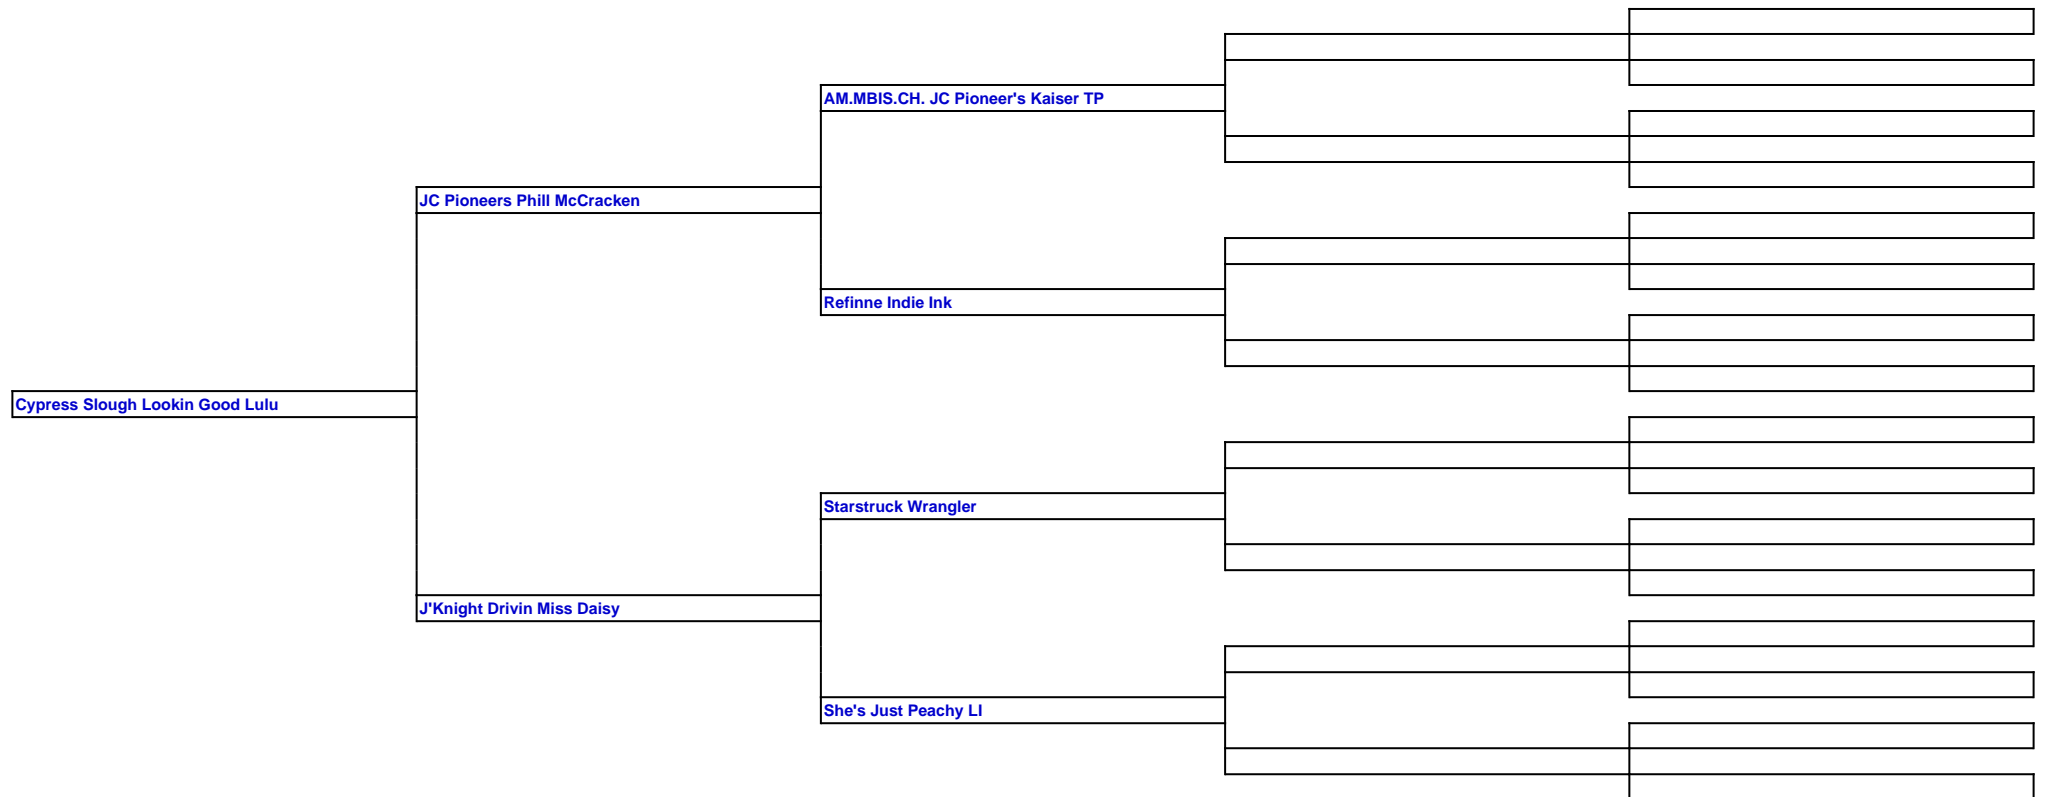 AM.MBIS.CH. JC Pioneer's Kaiser TP
JC Pioneers Phill McCracken
Refinne Indie Ink
Cypress Slough Lookin Good Lulu
Starstruck Wrangler
J'Knight Drivin Miss Daisy
She's Just Peachy LI